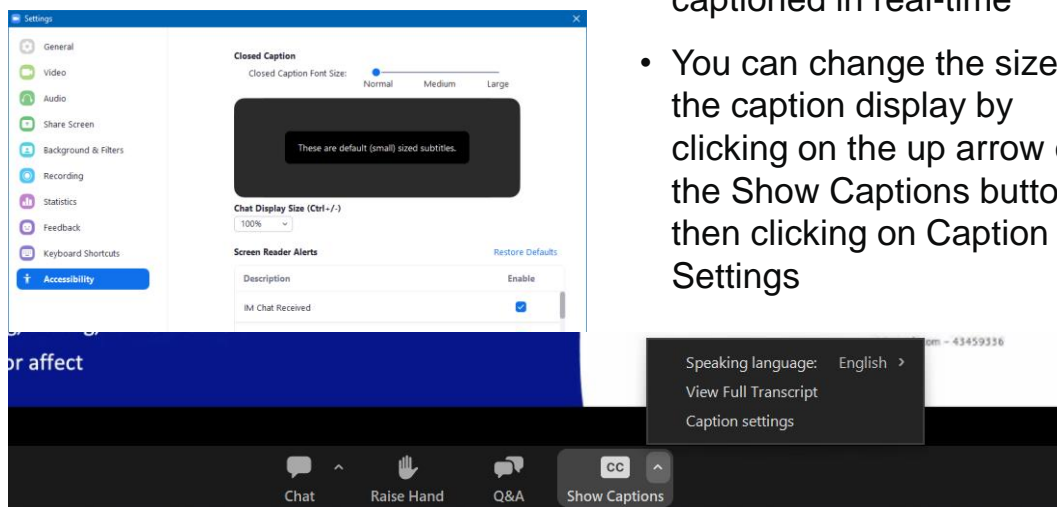 captioned in real-time
• You can change the size
the caption display by
clicking on the up arrow
the Show Captions
then clicking on Caption
Settings
Settings
General
Video
Audio
Share Screen
Background & Filters
Recording
Statistics
Feedback
Keyboard Shortcuts
Accessibility
Closed Caption
Closed Caption Font Size:
Normal Medium Large
These are default (small) sized subtitles.
Chat Display Size (Ctrl+/-)
100%
Screen Reader Alerts Restore Defaults
Description Enable
IM Chat Received
or affect
43459336
Speaking language: English >
View Full Transcript
Caption settings
Chat
Raise Hand
Q&A
CC
Show Captions